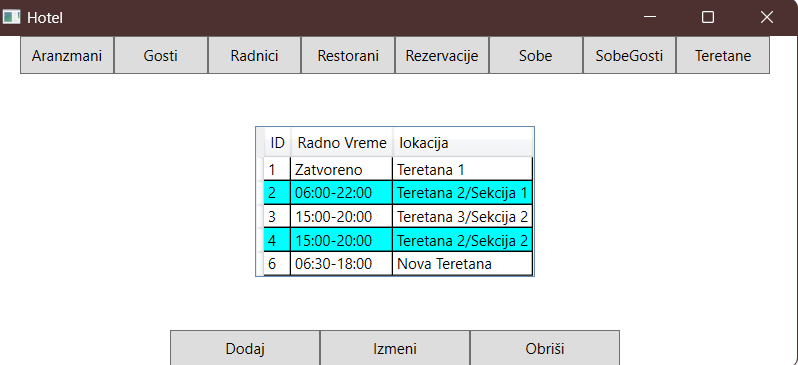 Hotel
Aranzmani Gosti Radnici Restorani Rezervacije Sobe SobeGosti Teretane
ID Radno Vreme lokacija
1 Zatvoreno Teretana 1
2 06:00-22:00 Teretana 2/Sekcija 1
3 15:00-20:00 Teretana 3/Sekcija 2
4 15:00-20:00 Teretana 2/Sekcija 2
6 06:30-18:00 Nova Teretana
Dodaj Izmeni Obriši